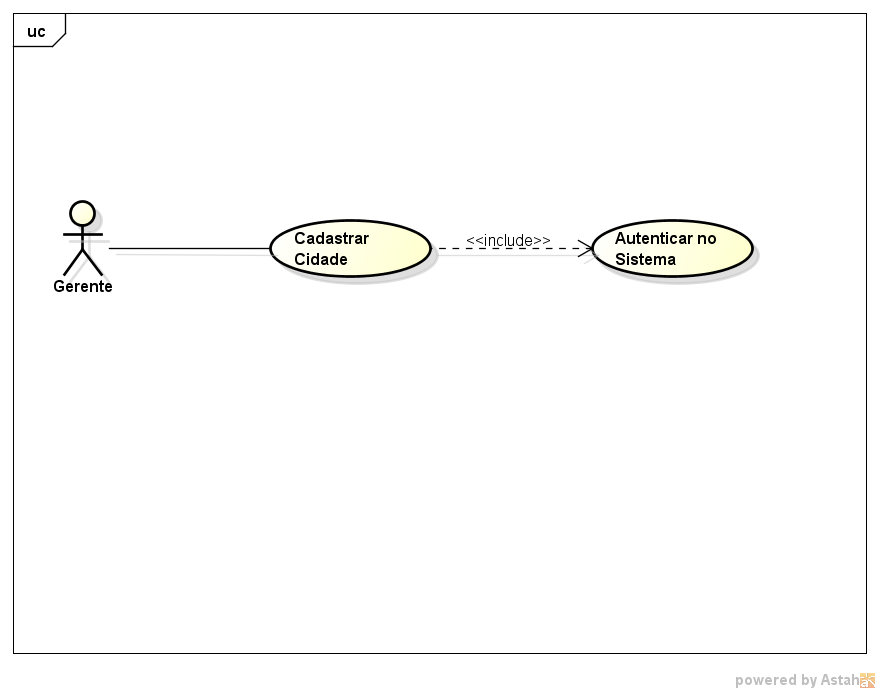 uc
Cadastrar
Cidade
<<include>>
Autenticar no
Sistema
Gerente
powered by Astah